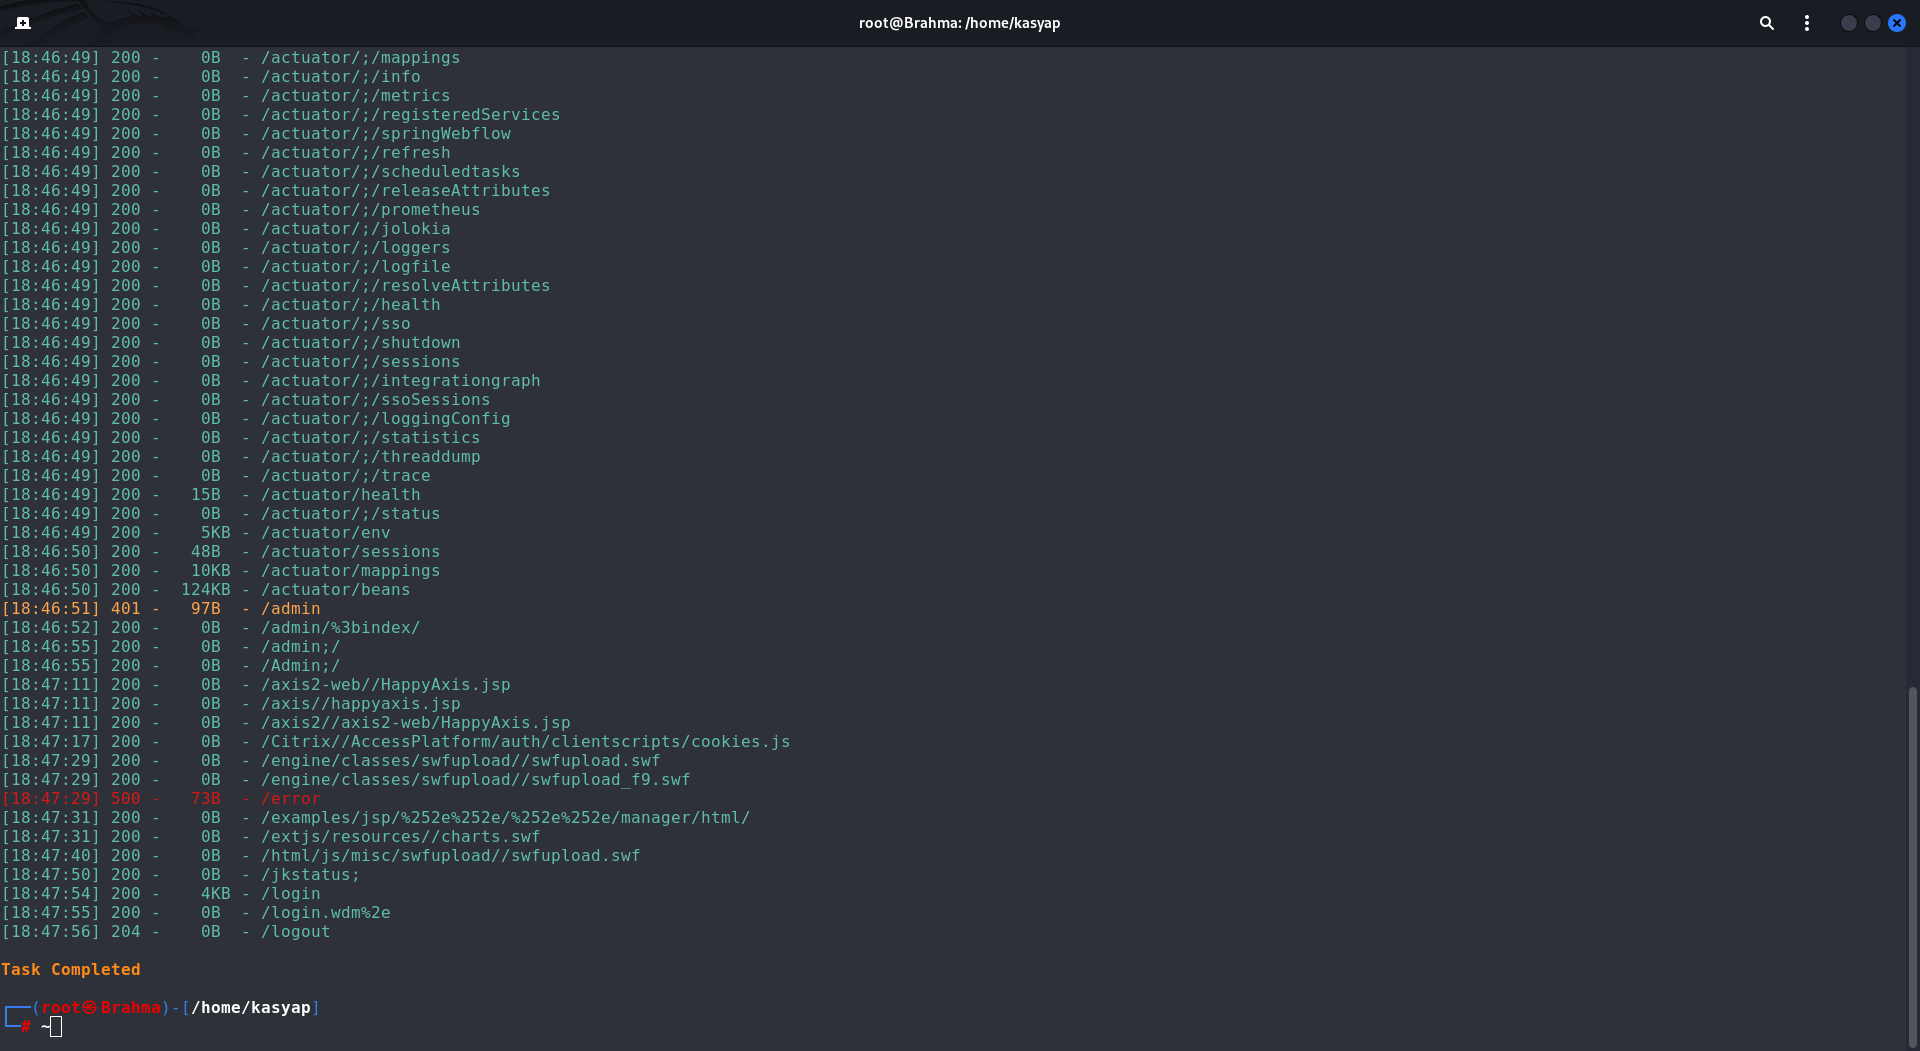 root@Brahma: /home/kasyap
[18:46:49] 200 -    0B  - /actuator/;/mappings
[18:46:49] 200 -    0B  - /actuator/;/info
[18:46:49] 200 -    0B  - /actuator/;/metrics
[18:46:49] 200 -    0B  - /actuator/;/registeredServices
[18:46:49] 200 -    0B  - /actuator/;/springWebflow
[18:46:49] 200 -    0B  - /actuator/;/refresh
[18:46:49] 200 -    0B  - /actuator/;/scheduledtasks
[18:46:49] 200 -    0B  - /actuator/;/releaseAttributes
[18:46:49] 200 -    0B  - /actuator/;/prometheus
[18:46:49] 200 -    0B  - /actuator/;/jolokia
[18:46:49] 200 -    0B  - /actuator/;/loggers
[18:46:49] 200 -    0B  - /actuator/;/logfile
[18:46:49] 200 -    0B  - /actuator/;/resolveAttributes
[18:46:49] 200 -    0B  - /actuator/;/health
[18:46:49] 200 -    0B  - /actuator/;/sso
[18:46:49] 200 -    0B  - /actuator/;/shutdown
[18:46:49] 200 -    0B  - /actuator/;/sessions
[18:46:49] 200 -    0B  - /actuator/;/integrationgraph
[18:46:49] 200 -    0B  - /actuator/;/ssoSessions
[18:46:49] 200 -    0B  - /actuator/;/loggingConfig
[18:46:49] 200 -    0B  - /actuator/;/statistics
[18:46:49] 200 -    0B  - /actuator/;/threaddump
[18:46:49] 200 -    0B  - /actuator/;/trace
[18:46:49] 200 -   15B  - /actuator/health
[18:46:49] 200 -    0B  - /actuator/;/status
[18:46:49] 200 -    5KB - /actuator/env
[18:46:50] 200 -   48B  - /actuator/sessions
[18:46:50] 200 -   10KB - /actuator/mappings
[18:46:50] 200 -  124KB - /actuator/beans
[18:46:51] 401 -   97B  - /admin
[18:46:52] 200 -    0B  - /admin/%3bindex/
[18:46:55] 200 -    0B  - /admin;/
[18:46:55] 200 -    0B  - /Admin;/
[18:47:11] 200 -    0B  - /axis2-web//HappyAxis.jsp
[18:47:11] 200 -    0B  - /axis//happyaxis.jsp
[18:47:11] 200 -    0B  - /axis2//axis2-web/HappyAxis.jsp
[18:47:17] 200 -    0B  - /Citrix//AccessPlatform/auth/clientscripts/cookies.js
[18:47:29] 200 -    0B  - /engine/classes/swfupload//swfupload.swf
[18:47:29] 200 -    0B  - /engine/classes/swfupload//swfupload_f9.swf
[18:47:29] 500 -   73B  - /error
[18:47:31] 200 -    0B  - /examples/jsp/%252e%252e/%252e%252e/manager/html/
[18:47:31] 200 -    0B  - /extjs/resources//charts.swf
[18:47:40] 200 -    0B  - /html/js/misc/swfupload//swfupload.swf
[18:47:50] 200 -    0B  - /jkstatus;
[18:47:54] 200 -    4KB - /login
[18:47:55] 200 -    0B  - /login.wdm%2e
[18:47:56] 204 -    0B  - /logout
Task Completed
┌──(root㉿Brahma)-[/home/kasyap]
└─# ~